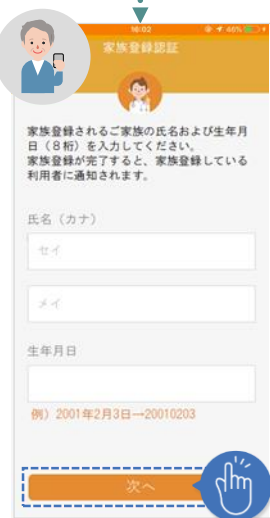 16:02
46%
家族登録認証
家族登録されるご家族の氏名および生年月
日（8桁）を入力してください。
家族登録が完了すると、家族登録している
利用者に通知されます。
氏名（カナ）
セイ
メイ
生年月日
例）2001年2月3日→20010203
次へ